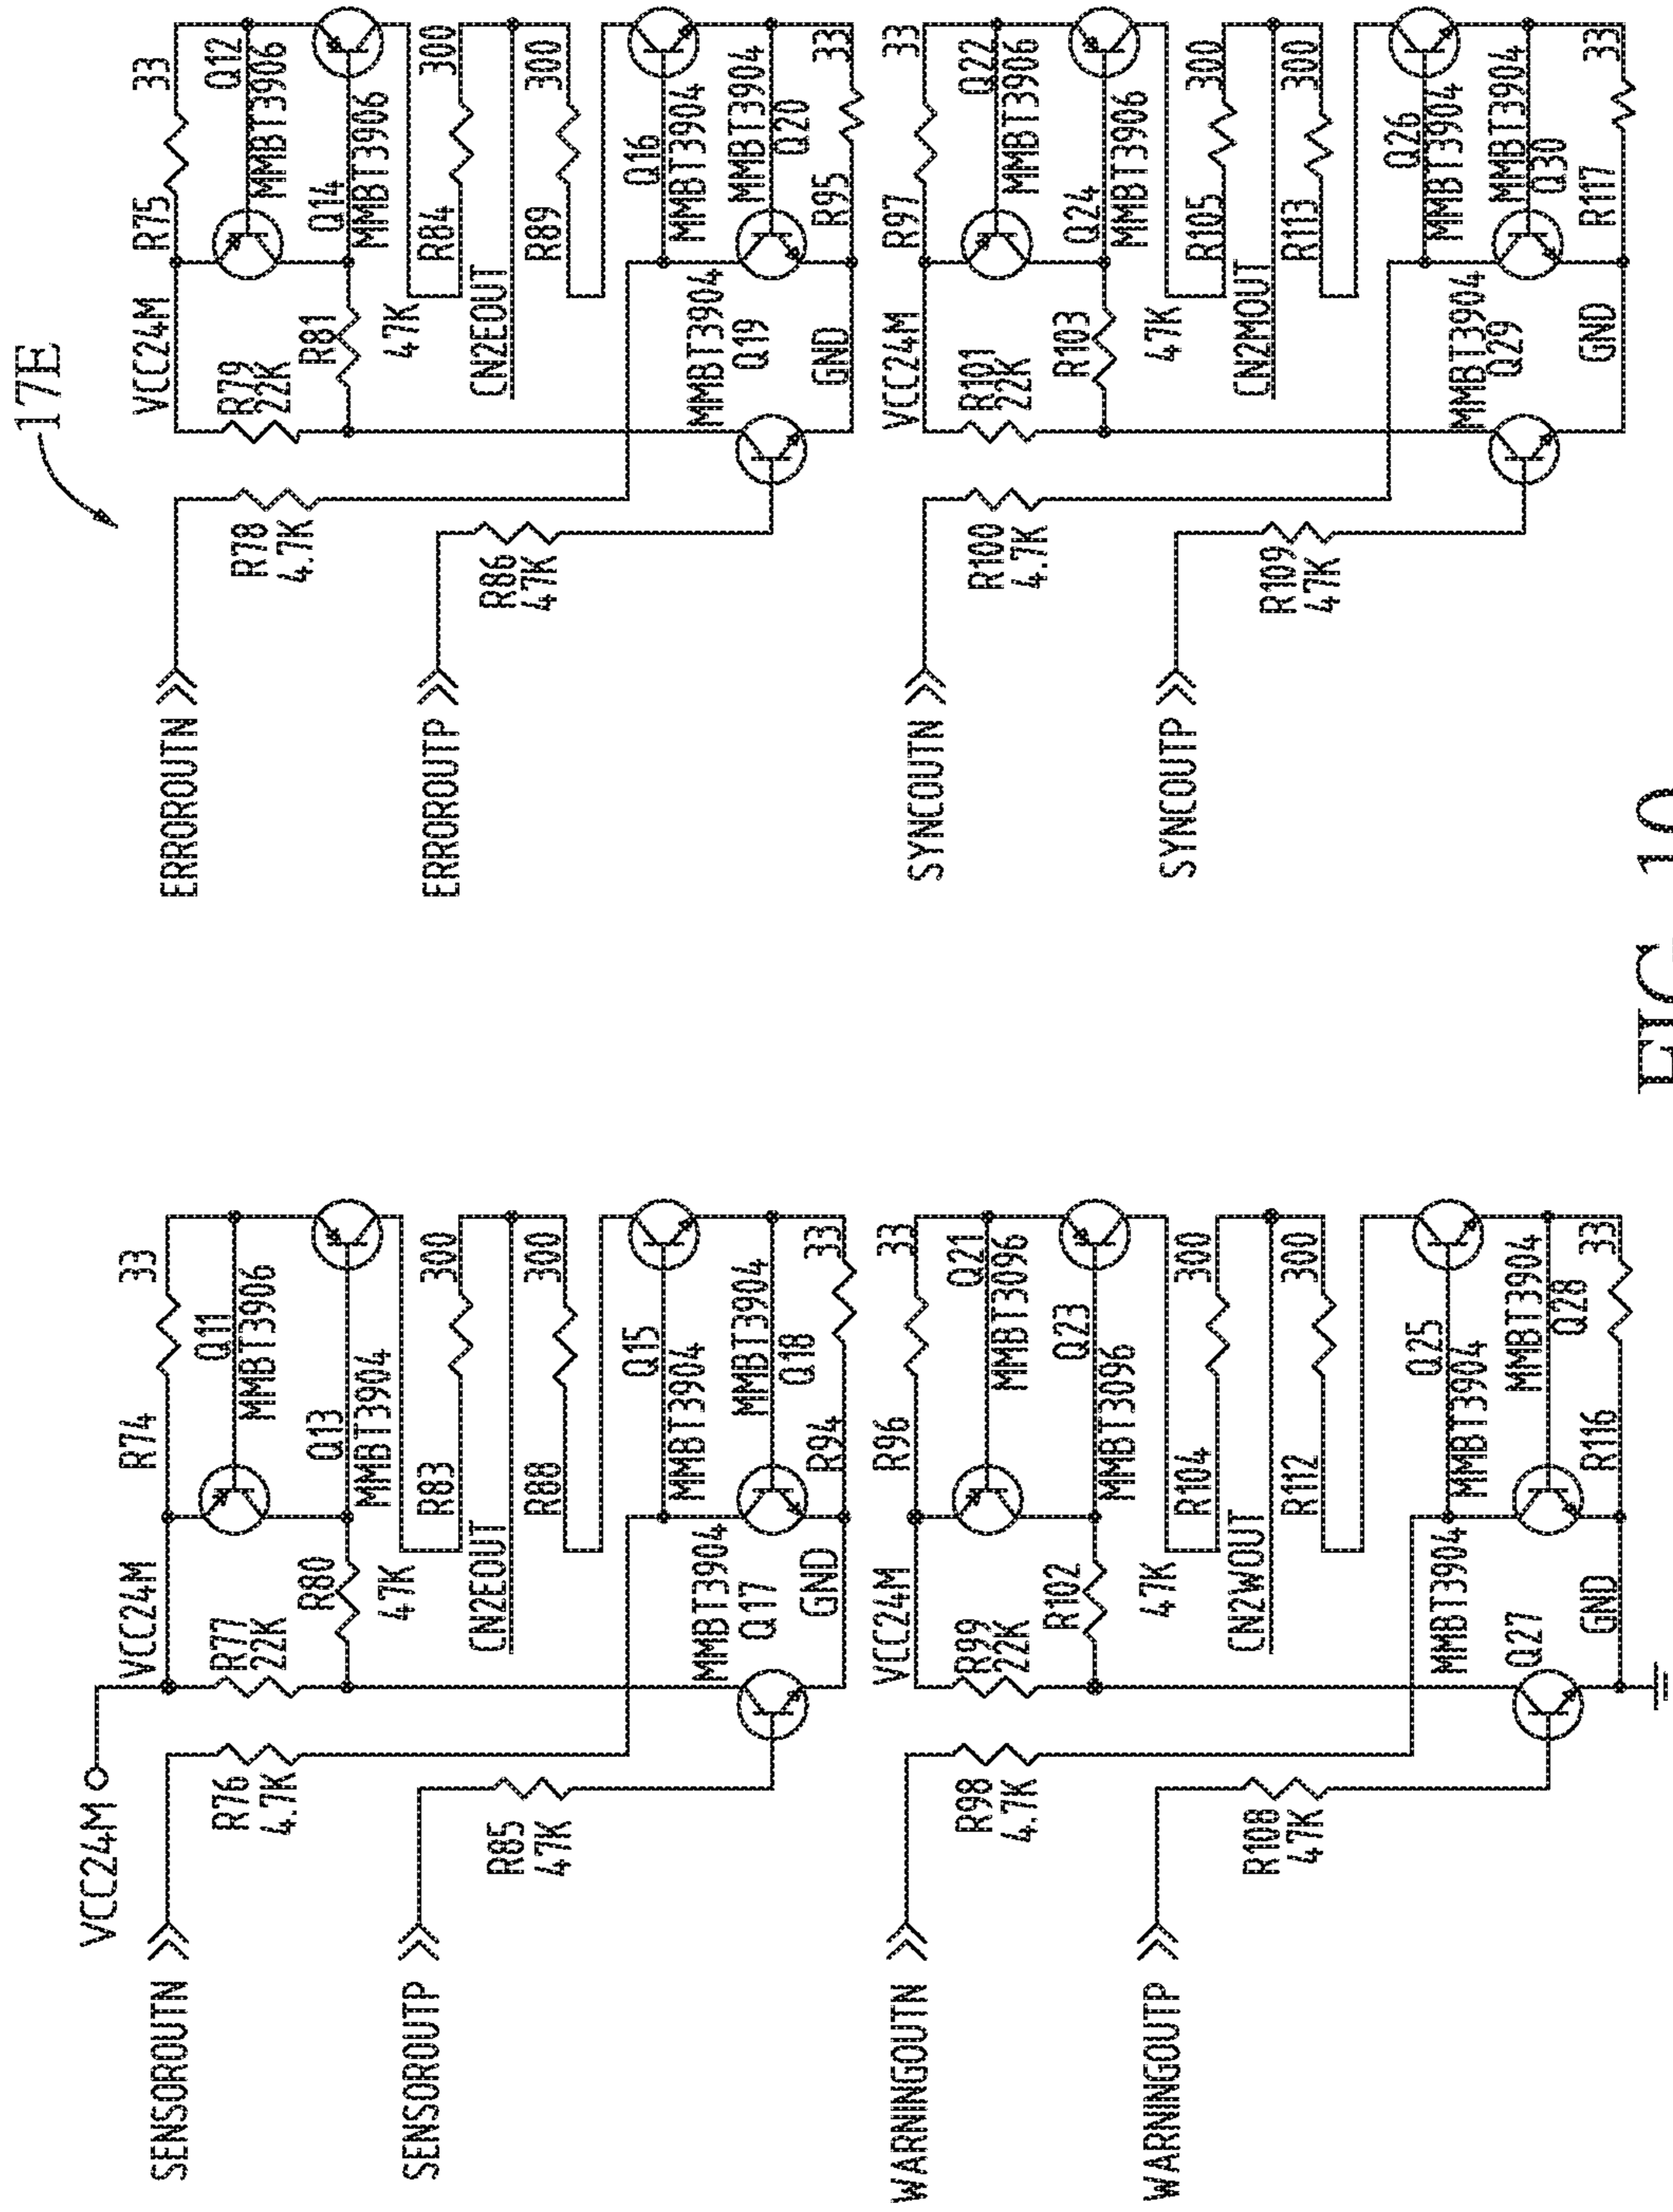 17E
VCC24M
SENSOROUTN
SENSOROUTP
R76
4.7K
R85
47K
VCC24M
R77
22K
R80
47K
R74
33
Q11
MMBT3906
Q13
MMBT3904
R83
300
CN2EOUT
R88
300
Q15
MMBT3904
MMBT3904
Q18
MMBT3904
Q17
GND
R94
33
ERROROUTN
ERROROUTP
R78
4.7K
R86
47K
VCC24M
R79
22K
R81
47K
R75
33
Q12
MMBT3906
Q14
MMBT3906
R84
300
CN2EOUT
R89
300
Q16
MMBT3904
MMBT3904
Q20
MMBT3904
Q19
GND
R95
33
WARNINGOUTN
WARNINGOUTP
R98
4.7K
R108
47K
VCC24M
R99
22K
R102
47K
R96
33
Q21
MMBT3096
Q23
MMBT3096
R104
300
CN2WOUT
R112
300
Q25
MMBT3904
MMBT3904
Q28
MMBT3904
Q27
GND
R116
33
SYNCOUTN
SYNCOUTP
R100
4.7K
R109
47K
VCC24M
R101
22K
R103
47K
R97
33
Q22
MMBT3906
Q24
MMBT3906
R105
300
CN2MOUT
R113
300
Q26
MMBT3904
MMBT3904
Q30
MMBT3904
Q29
GND
R117
33
FIG. 10